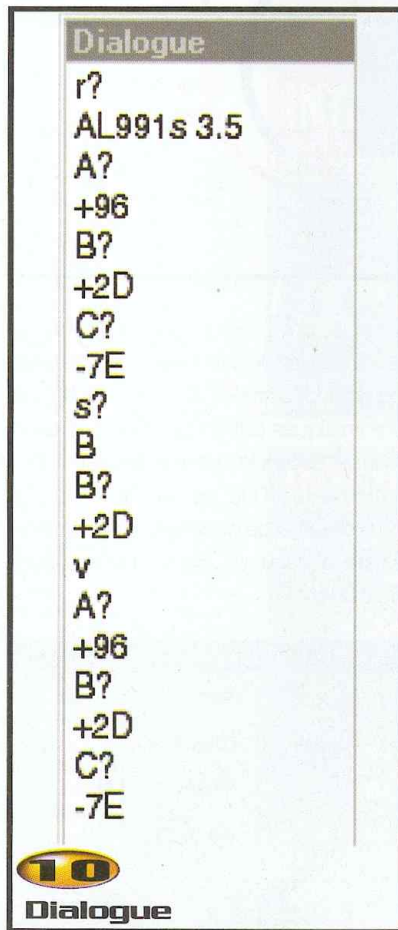 Dialogue
r?
AL991s 3.5
A?
+96
B?
+2D
C?
-7E
s?
B
B?
+2D
v
A?
+96
B?
+2D
C?
-7E
10
Dialogue